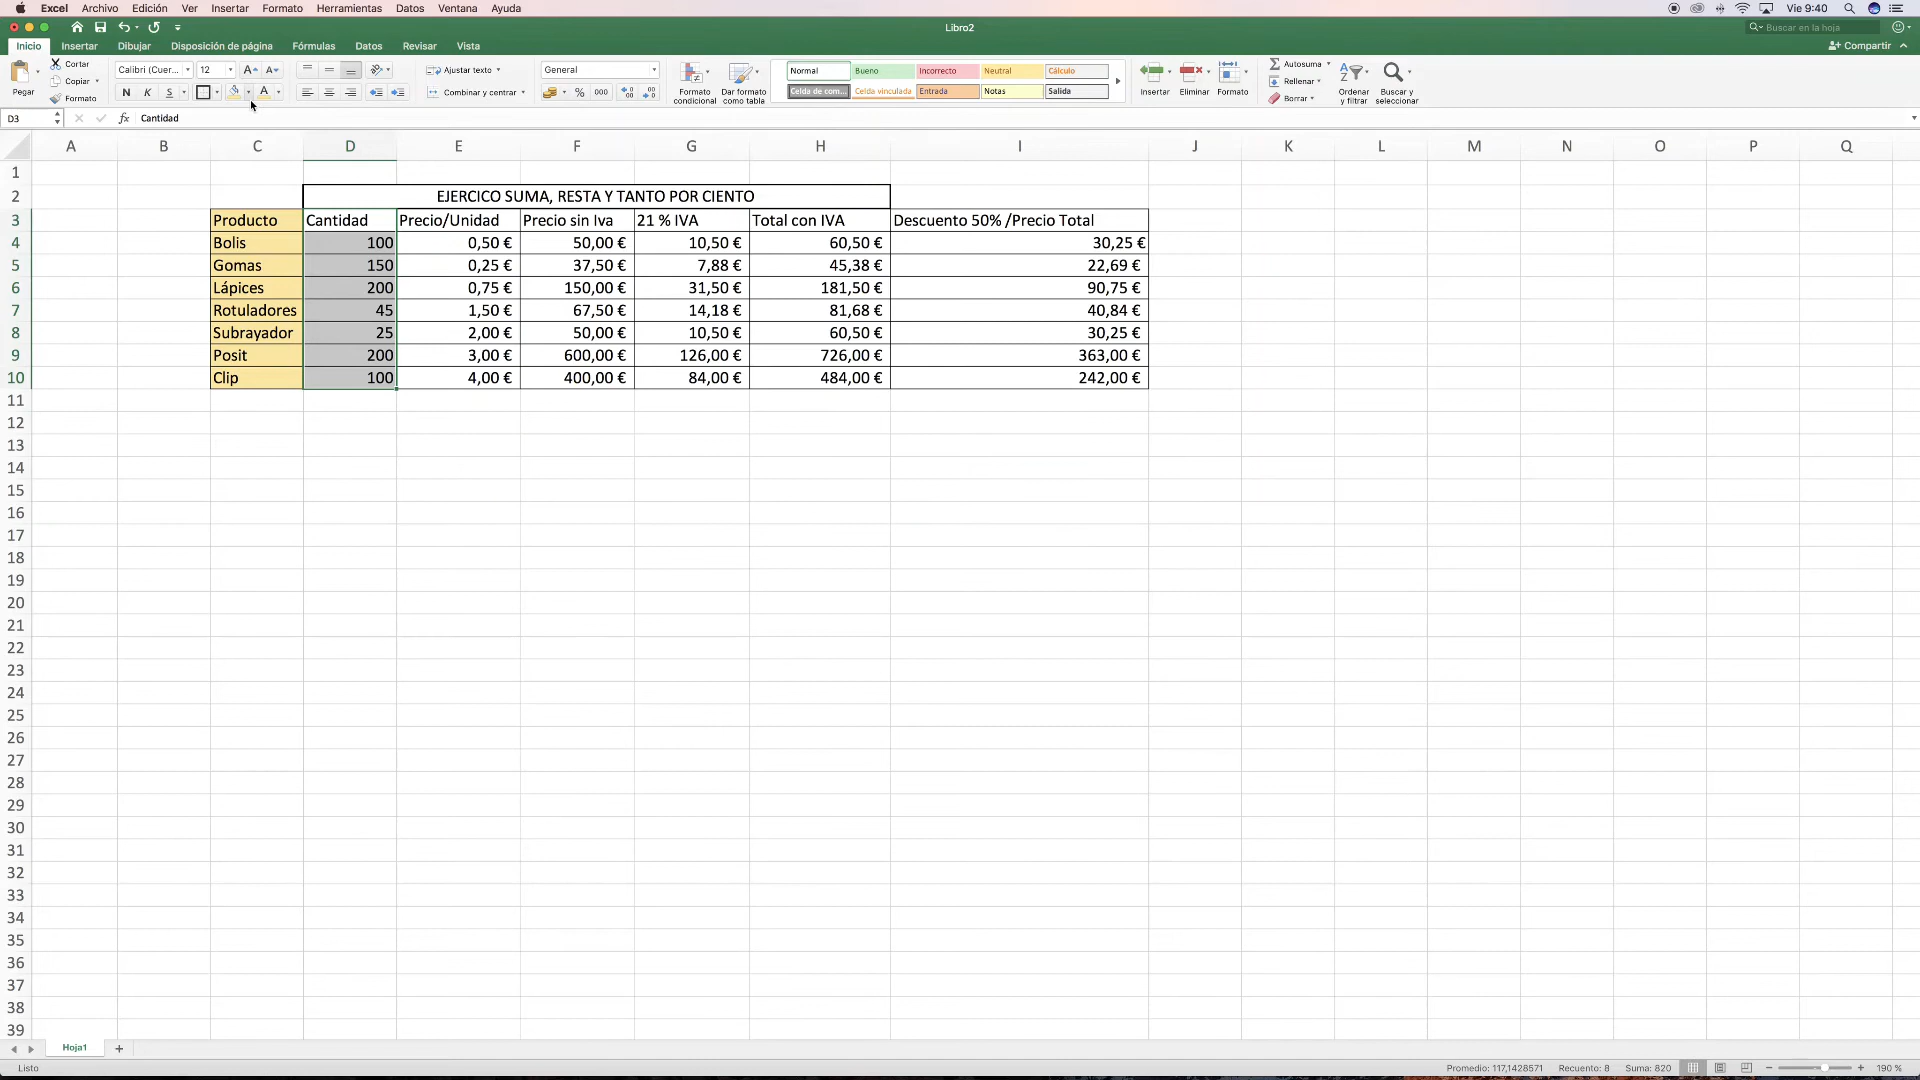 Excel Archivo Edición Ver Insertar Formato Herramientas Datos Ventana Ayuda Vie 9:40
Libro2 Buscar en la hoja
Inicio Insertar Dibujar Disposición de página Fórmulas Datos Revisar Vista Compartir
Pegar
Cortar
Copiar
Formato
Calibri (Cuer... 12
N K S
Ajustar texto
Combinar y centrar
General
% 000
Formato condicional
Dar formato como tabla
Normal Bueno Incorrecto Neutral Cálculo
Celda de com... Celda vinculada Entrada Notas Salida
Insertar Eliminar Formato
Autosuma
Rellenar
Borrar
Ordenar y filtrar
Buscar y seleccionar
D3 fx Cantidad
A B C D E F G H I J K L M N O P Q
1
2 EJERCICO SUMA, RESTA Y TANTO POR CIENTO
3 Producto Cantidad Precio/Unidad Precio sin Iva 21 % IVA Total con IVA Descuento 50% /Precio Total
4 Bolis 100 0,50 € 50,00 € 10,50 € 60,50 € 30,25 €
5 Gomas 150 0,25 € 37,50 € 7,88 € 45,38 € 22,69 €
6 Lápices 200 0,75 € 150,00 € 31,50 € 181,50 € 90,75 €
7 Rotuladores 45 1,50 € 67,50 € 14,18 € 81,68 € 40,84 €
8 Subrayador 25 2,00 € 50,00 € 10,50 € 60,50 € 30,25 €
9 Posit 200 3,00 € 600,00 € 126,00 € 726,00 € 363,00 €
10 Clip 100 4,00 € 400,00 € 84,00 € 484,00 € 242,00 €
11
12
13
14
15
16
17
18
19
20
21
22
23
24
25
26
27
28
29
30
31
32
33
34
35
36
37
38
39
Hoja1
Listo Promedio: 117,1428571 Recuento: 8 Suma: 820 190 %